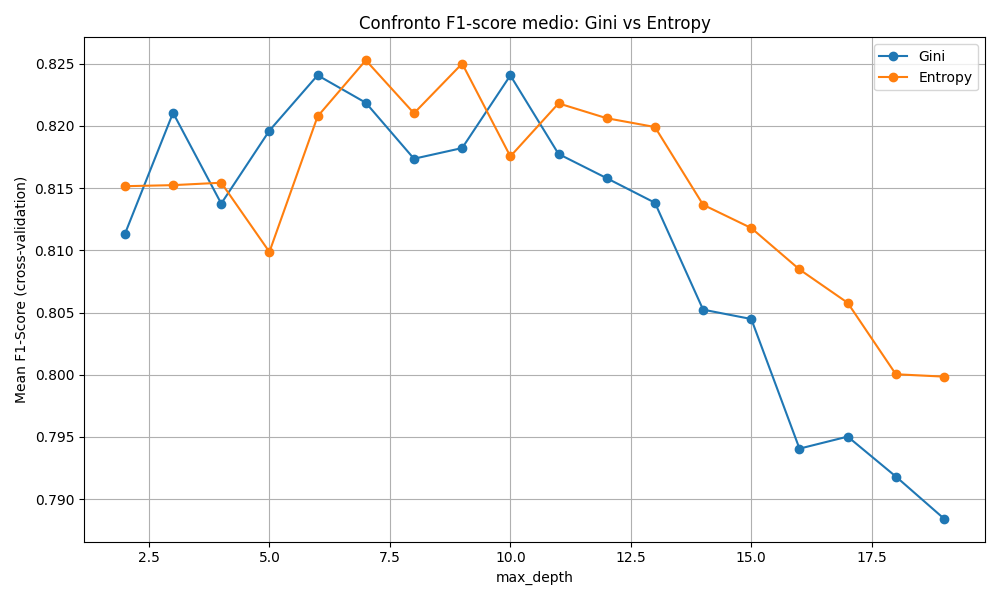 Confronto F1-score medio: Gini vs Entropy
Gini
Entropy
Mean F1-Score (cross-validation)
0.825
0.820
0.815
0.810
0.805
0.800
0.795
0.790
2.5 5.0 7.5 10.0 12.5 15.0 17.5
max_depth